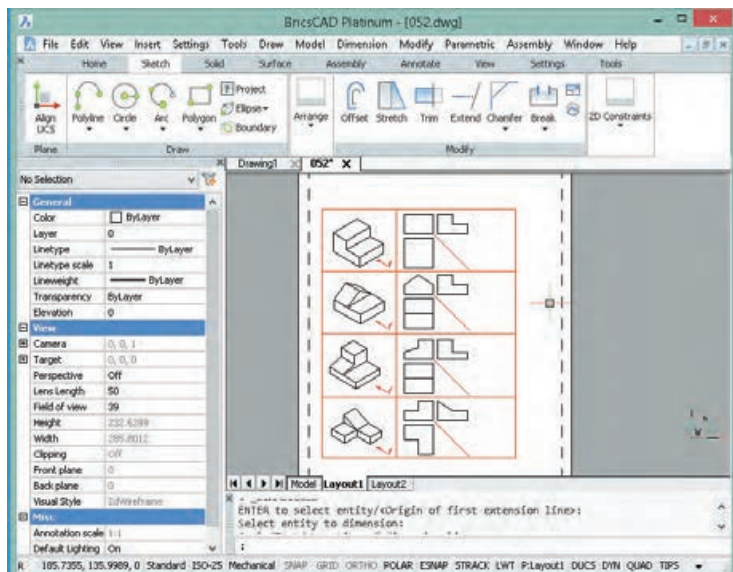 BricsCAD Platinum - [052.dwg]
File Edit View Insert Settings Tools Draw Model Dimension Modify Parametric Assembly Window Help
Home Sketch Solid Surface Assembly Annotate View Settings Tools
Align UCS
Polyline Circle Arc Polygon
Project
Ellipse
Boundary
Arrange
Offset Stretch Trim Extend Chamfer Break
2D Constraints
Plane Draw Modify
Drawing1 052*
No Selection
General
Color ByLayer
Layer 0
Linetype ByLayer
Linetype scale 1
Lineweight ByLayer
Transparency ByLayer
Elevation 0
View
Camera 0, 0, 1
Target 0, 0, 0
Perspective Off
Lens Length 50
Field of view 39
Height 232.6289
Width 285.8012
Clipping Off
Front plane 0
Back plane 0
Visual Style 2dWireframe
Misc
Annotation scale 1:1
Default Lighting On
Model Layout1 Layout2
ENTER to select entity/<Origin of first extension line>:
Select entity to dimension:
:
R 185.7355, 135.9989, 0 Standard ISO-25 Mechanical SNAP GRID ORTHO POLAR ESNAP STRACK LWT P:Layout1 DUCS DYN QUAD TIPS